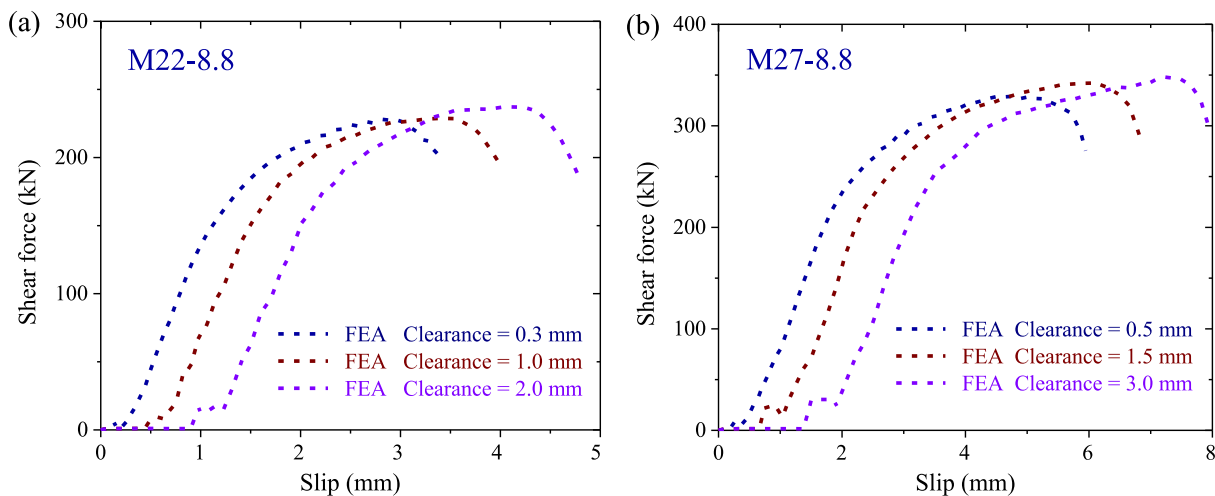 (a)
M22-8.8
300
200
100
0
Shear force (kN)
FEA Clearance = 0.3 mm
FEA Clearance = 1.0 mm
FEA Clearance = 2.0 mm
0 1 2 3 4 5
Slip (mm)
(b)
M27-8.8
400
300
200
100
0
Shear force (kN)
FEA Clearance = 0.5 mm
FEA Clearance = 1.5 mm
FEA Clearance = 3.0 mm
0 2 4 6 8
Slip (mm)